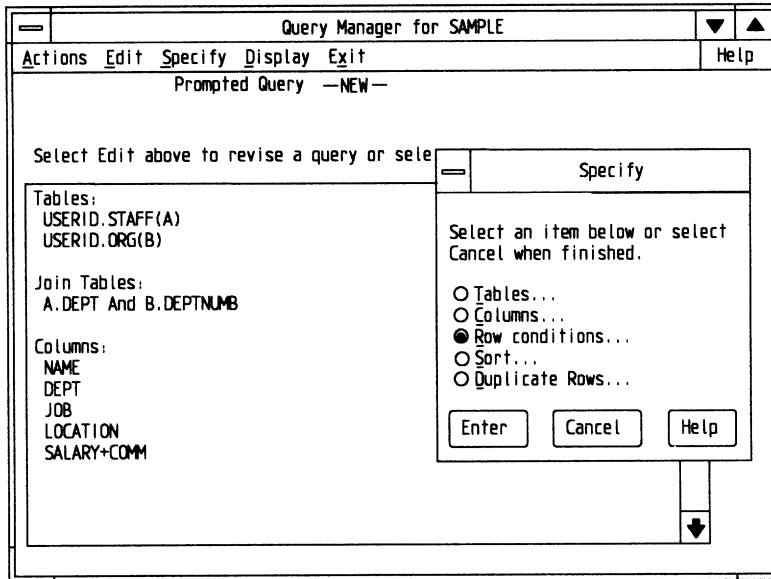 Query Manager for SAMPLE
Actions Edit Specify Display Exit Help
Prompted Query —NEW—
Select Edit above to revise a query or sele
Tables:
USERID.STAFF(A)
USERID.ORG(B)
Join Tables:
A.DEPT And B.DEPTNUMB
Columns:
NAME
DEPT
JOB
LOCATION
SALARY+COMM
Specify
Select an item below or select
Cancel when finished.
Tables...
Columns...
Row conditions...
Sort...
Duplicate Rows...
Enter Cancel Help